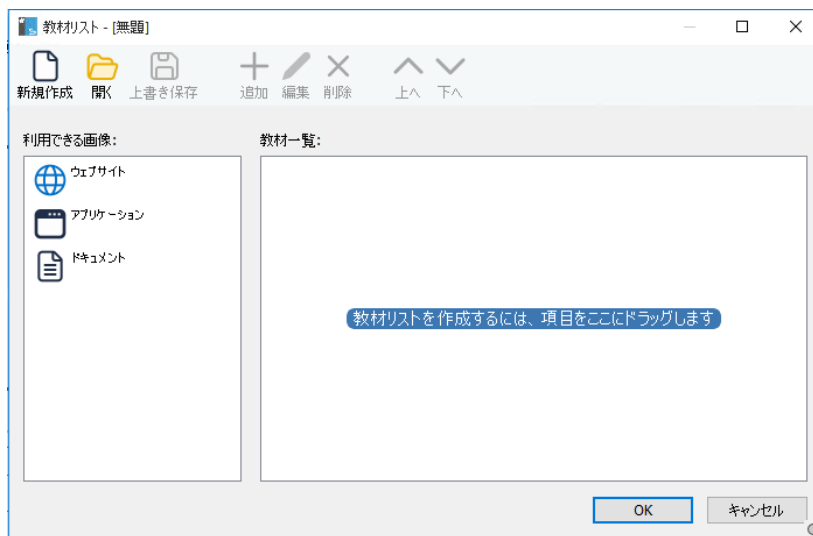 教材リスト - [無題]
新規作成 開く 上書き保存 追加 編集 削除 上へ 下へ
利用できる画像: 教材一覧:
ウェブサイト
アプリケーション
ドキュメント
教材リストを作成するには、項目をここにドラッグします
OK キャンセル